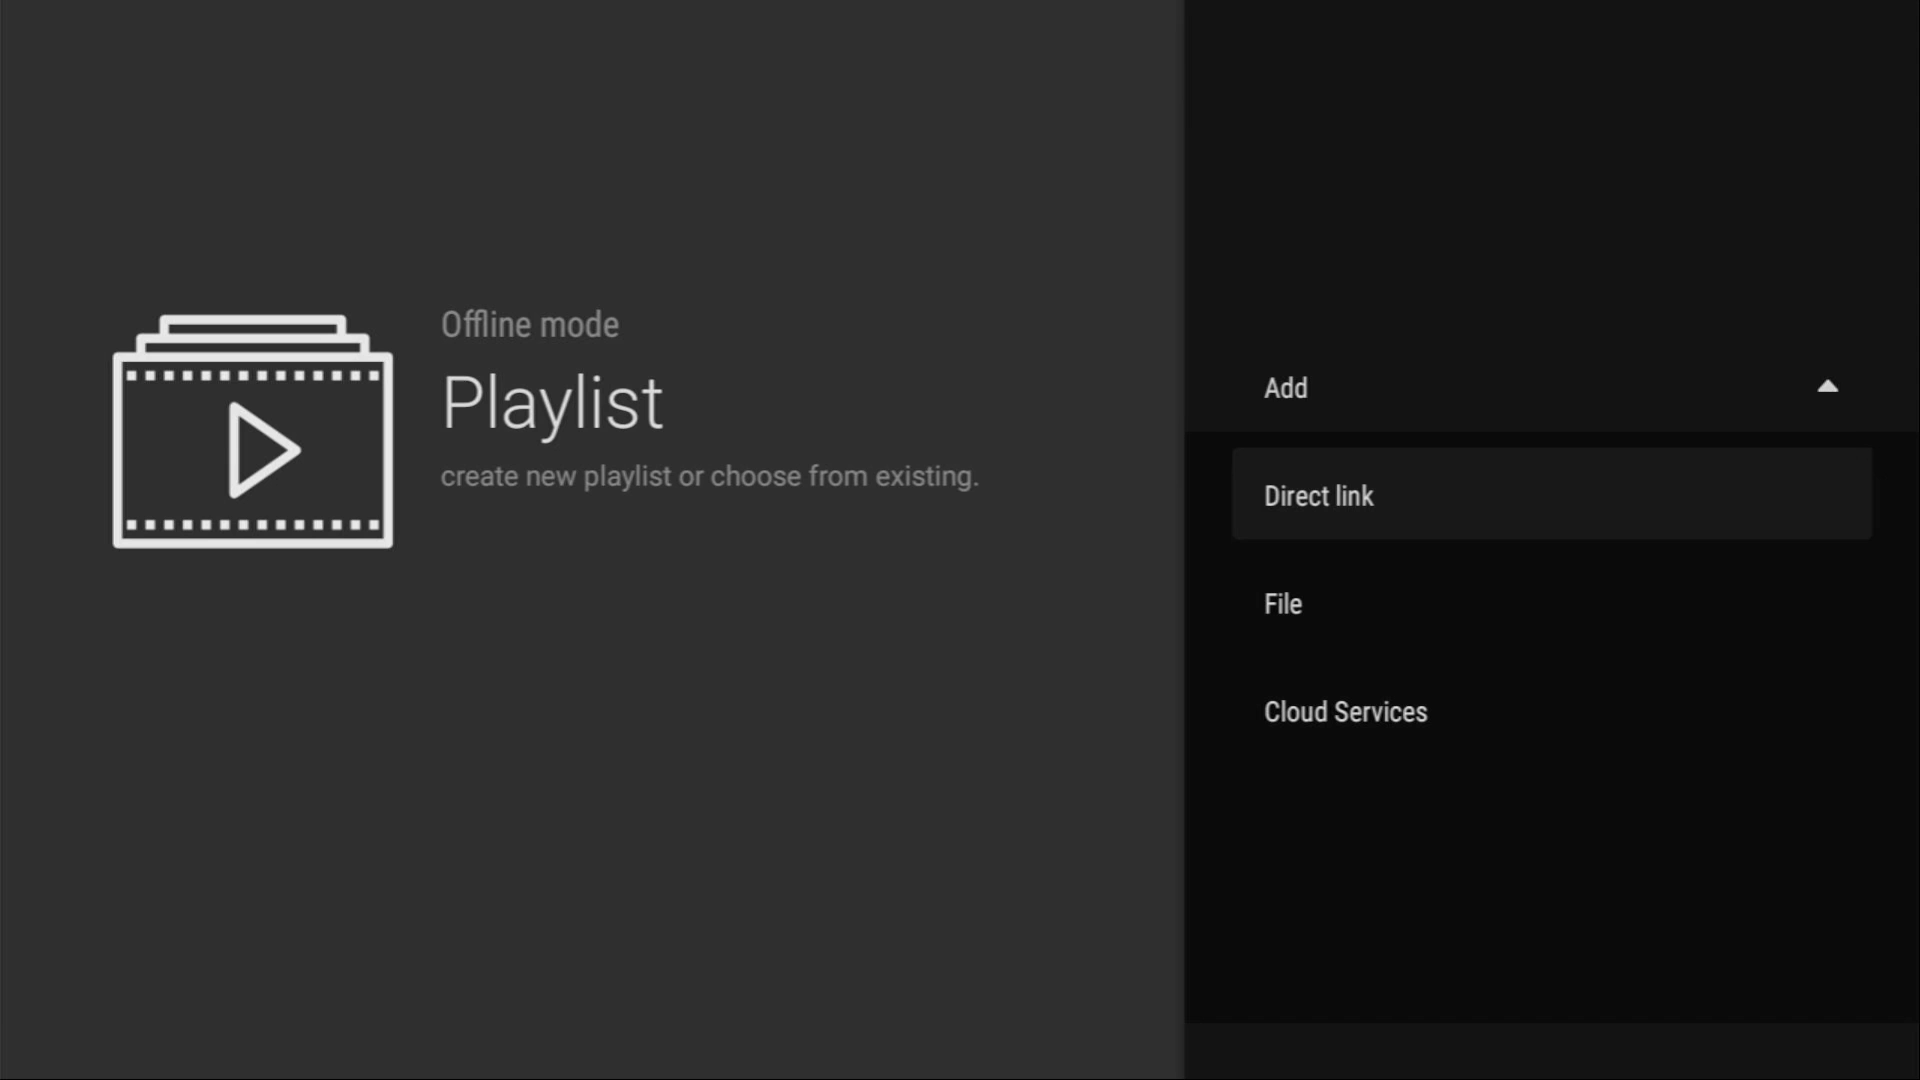 Offline mode
Playlist
create new playlist or choose from existing.
Add
Direct link
File
Cloud Services